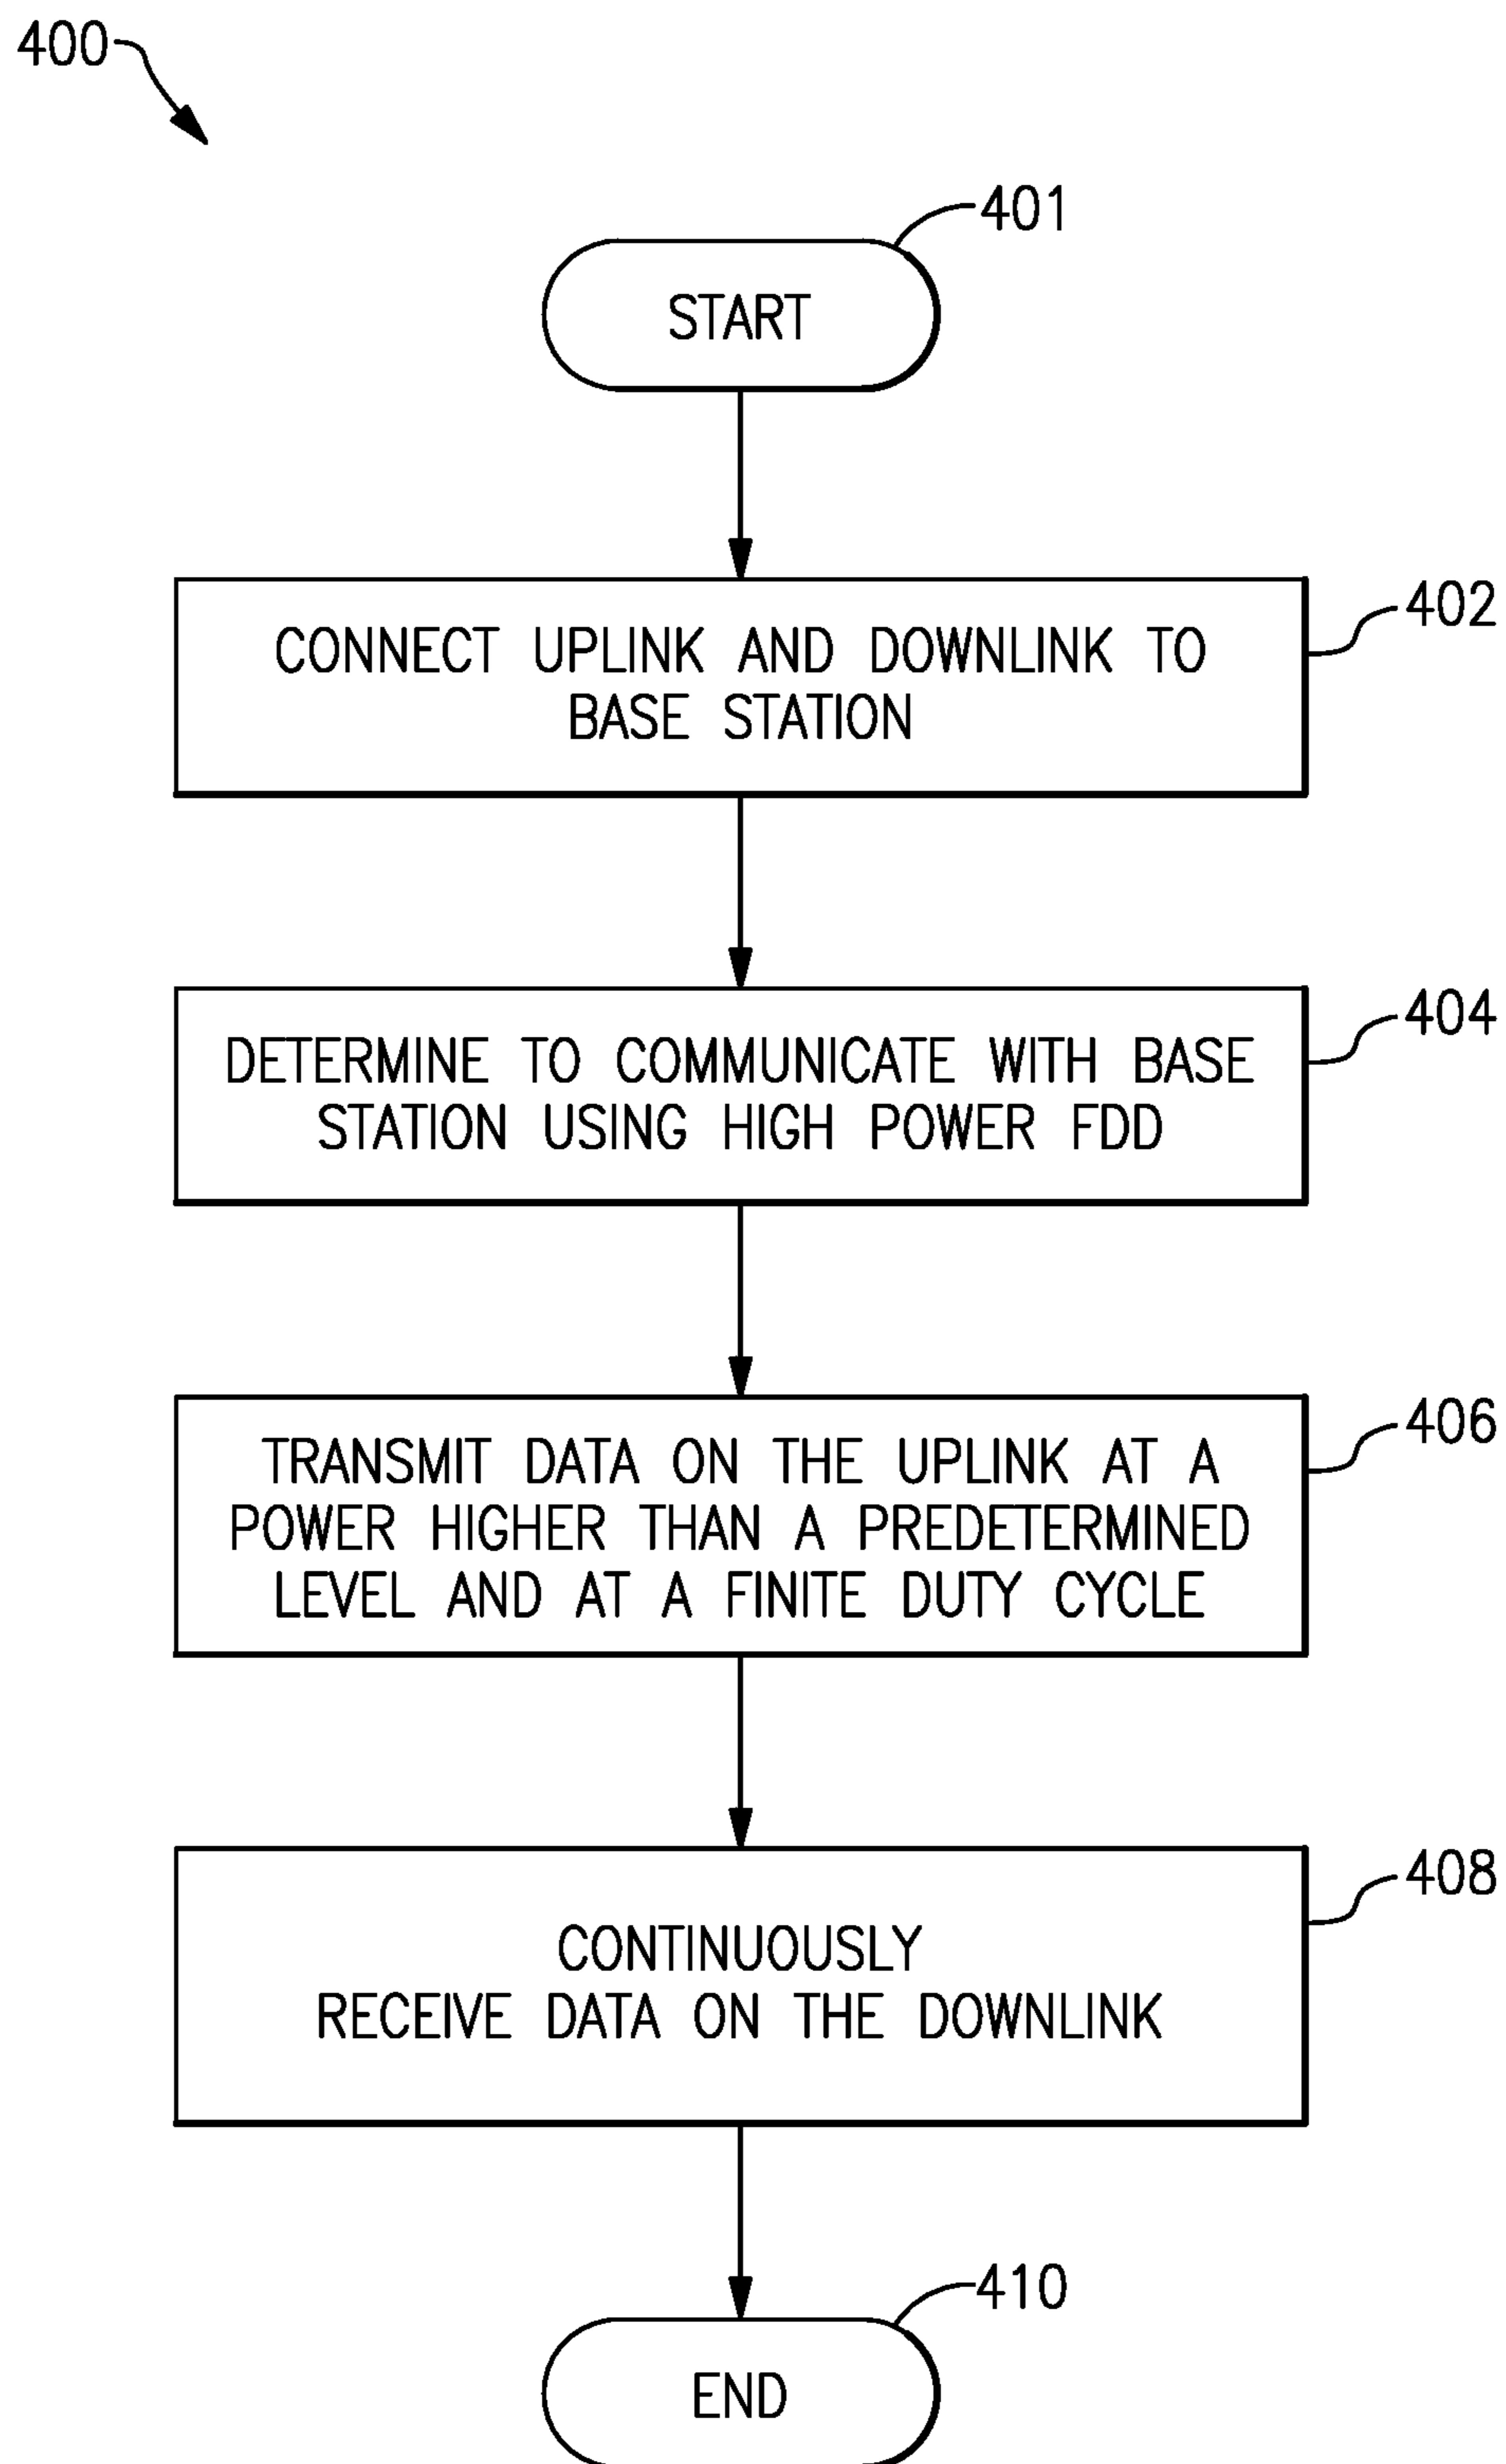 400
401
START
402
CONNECT UPLINK AND DOWNLINK TO
BASE STATION
404
DETERMINE TO COMMUNICATE WITH BASE
STATION USING HIGH POWER FDD
406
TRANSMIT DATA ON THE UPLINK AT A
POWER HIGHER THAN A PREDETERMINED
LEVEL AND AT A FINITE DUTY CYCLE
408
CONTINUOUSLY
RECEIVE DATA ON THE DOWNLINK
410
END